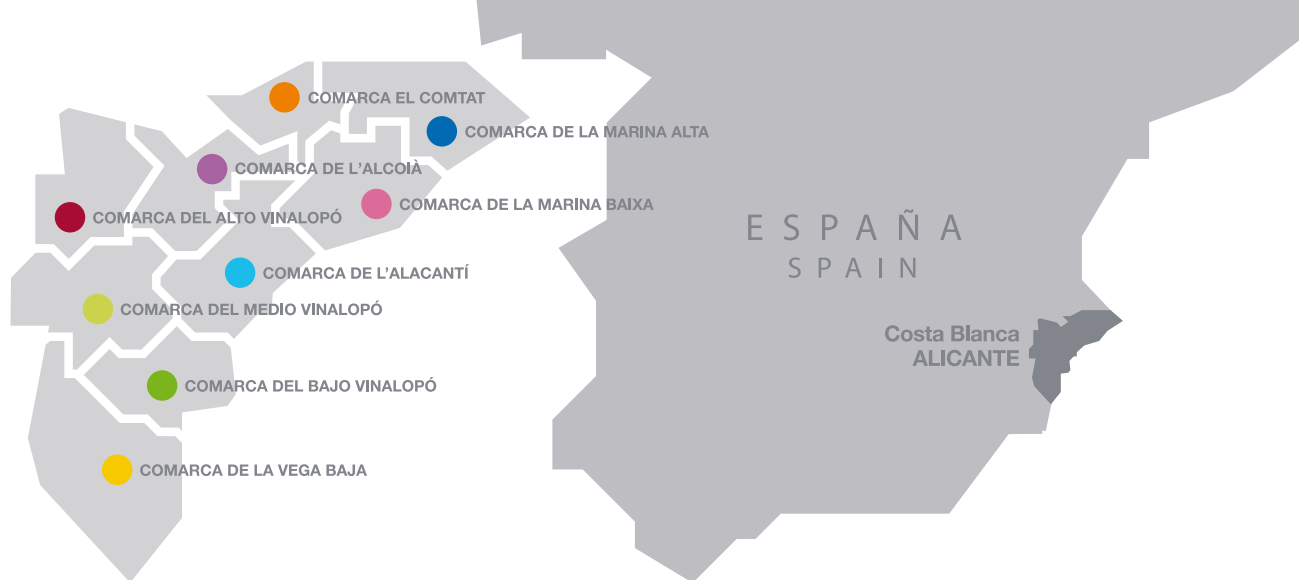 COMARCA EL COMTAT
COMARCA DE LA MARINA ALTA
COMARCA DE L'ALCOIÀ
COMARCA DE LA MARINA BAIXA
COMARCA DEL ALTO VINALOPÓ
COMARCA DE L'ALACANTÍ
COMARCA DEL MEDIO VINALOPÓ
COMARCA DEL BAJO VINALOPÓ
COMARCA DE LA VEGA BAJA
ESPAÑA
SPAIN
Costa Blanca
ALICANTE